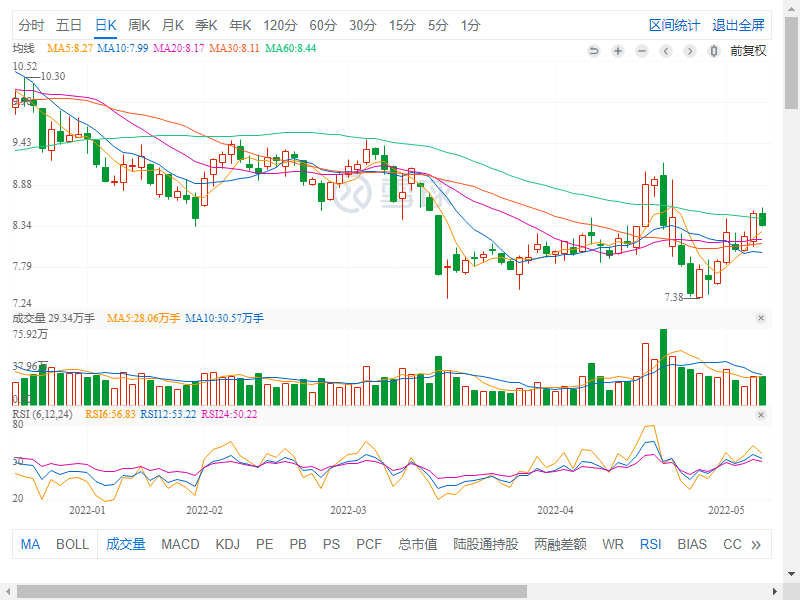 分时 五日 日K 周K 月K 季K 年K 120分 60分 30分 15分 5分 1分 区间统计 退出全屏
均线 MA5:8.27 MA10:7.99 MA20:8.17 MA30:8.11 MA60:8.44 前复权
10.52
10.30
9.43
8.88
8.34
7.79
7.38
7.24
成交量 29.34万手 MA5:28.06万手 MA10:30.57万手
75.92万
37.96万
RSI (6,12,24) RSI6:56.83 RSI12:53.22 RSI24:50.22
80
50
20
2022-01 2022-02 2022-03 2022-04 2022-05
MA BOLL 成交量 MACD KDJ PE PB PS PCF 总市值 陆股通持股 两融差额 WR RSI BIAS CC »